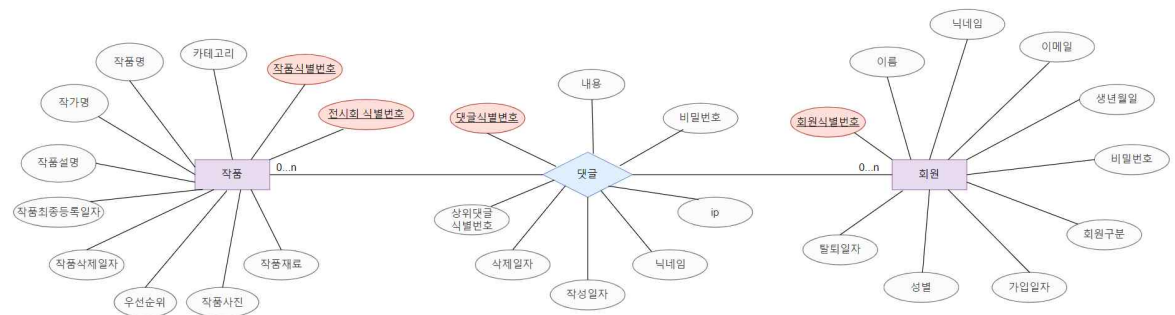 닉네임
카테고리
이메일
작품명
작품식별번호
이름
내용
생년월일
작가명
전시회 식별번호
댓글식별번호
비밀번호
회원식별번호
작품설명
비밀번호
작품
0...n
댓글
0...n
회원
작품최종등록일자
상위댓글
식별번호
ip
회원구분
작품삭제일자
작품재료
삭제일자
닉네임
탈퇴일자
우선순위
작품사진
작성일자
성별
가입일자